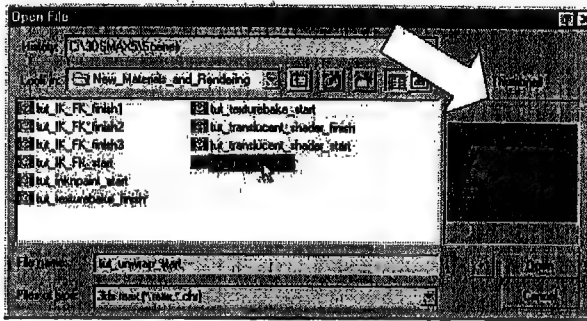 Open File
History: C:\3DSMAX5\Scenes
Look in: New_Materials_and_Rendering
Thumbnail
tut_IK_FK_finish1
tut_IK_FK_finish2
tut_IK_FK_finish3
tut_IK_FK_start
tut_inknpaint_start
tut_texturebake_finish
tut_texturebake_start
tut_translucent_shader_finish
tut_translucent_shader_start
File name: tut_unwrap_start
Files of type: 3ds max (*.max,*.chr)
Open
Cancel